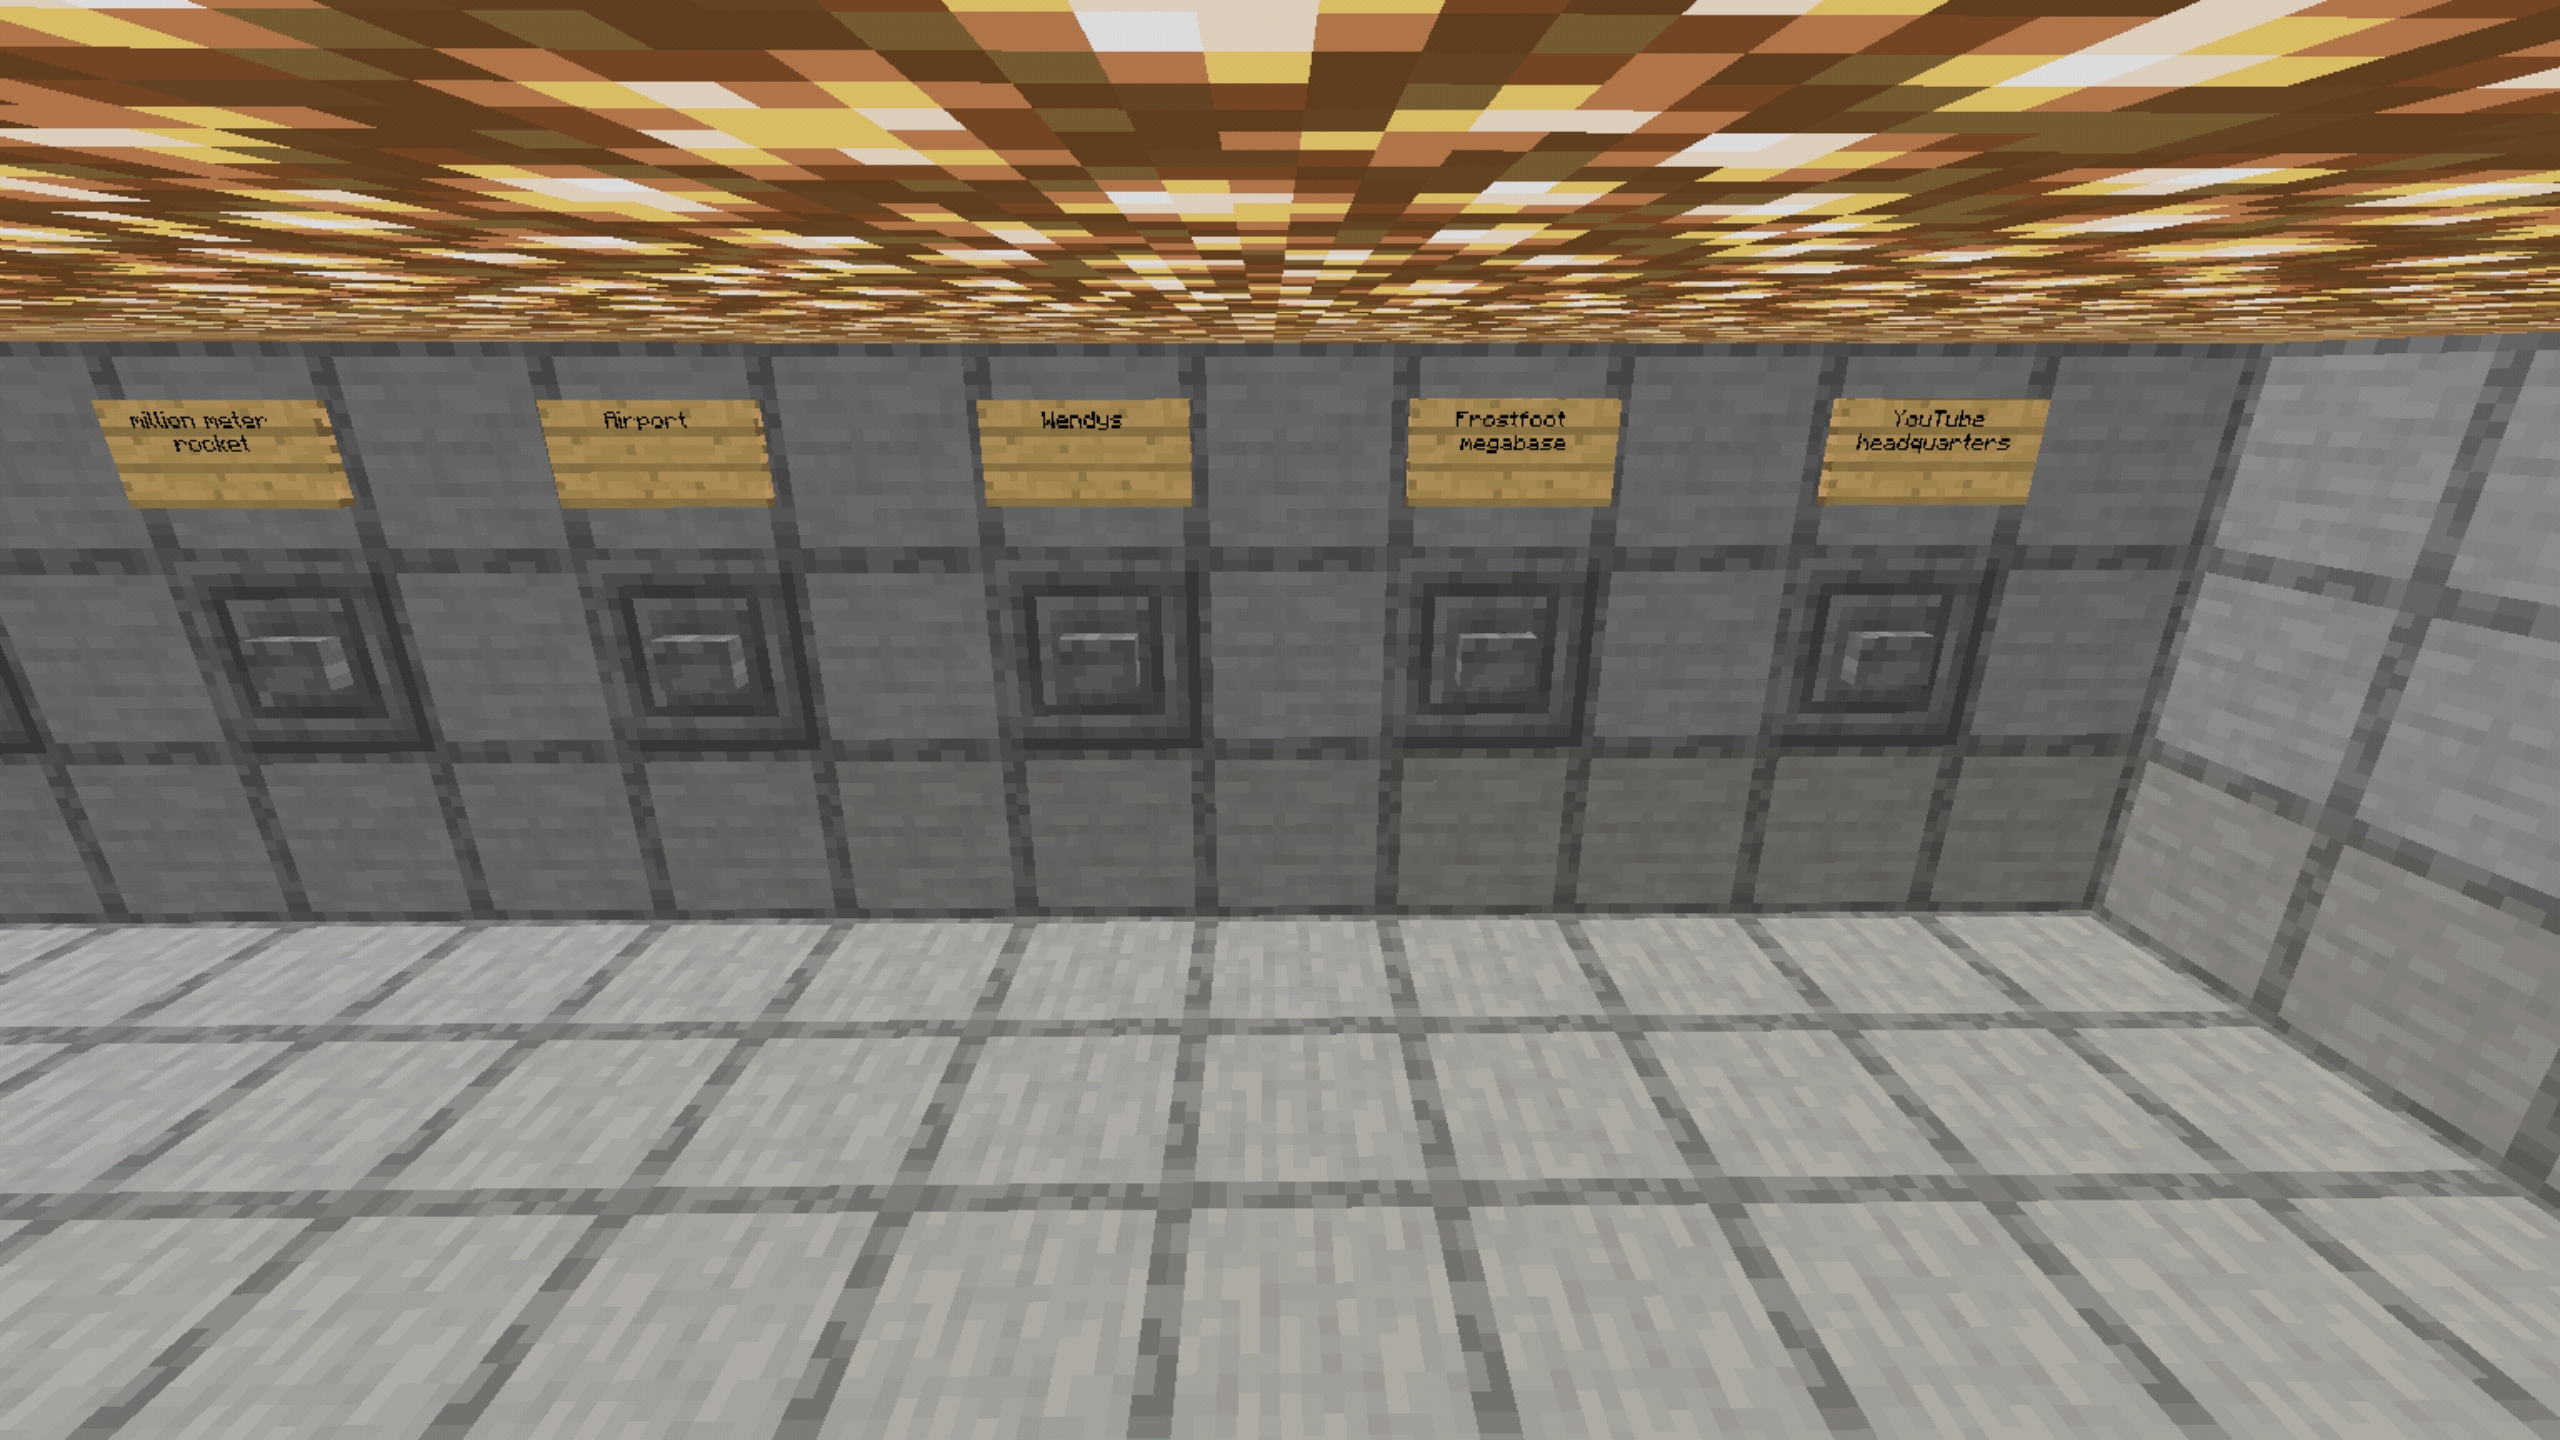 million meter
rocket
Airport
Wendys
Frostfoot
megabase
YouTube
headquarters